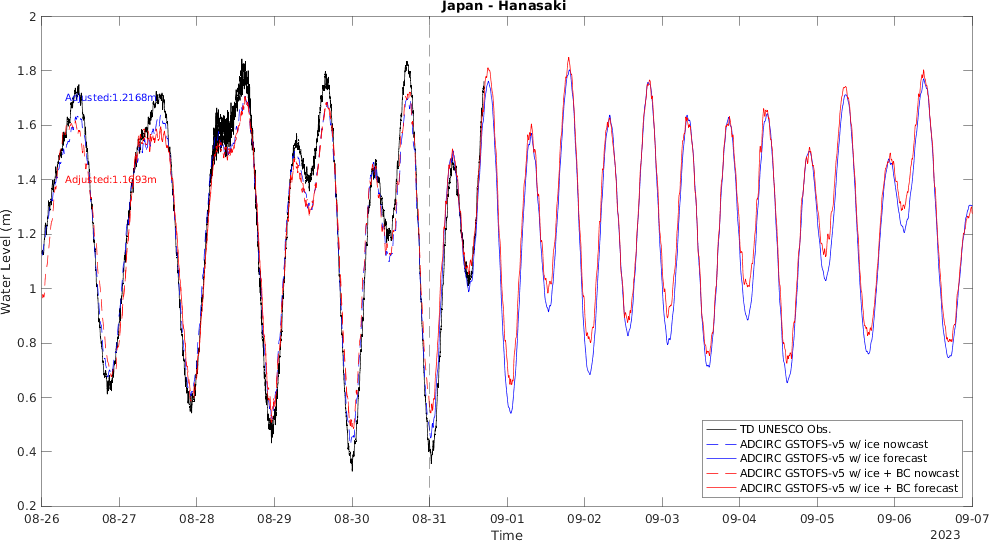 Japan - Hanasaki
Water Level (m)
2
1.8
1.6
1.4
1.2
1
0.8
0.6
0.4
0.2
Adjusted:1.2168m
Adjusted:1.1693m
TD UNESCO Obs.
ADCIRC GSTOFS-v5 w/ ice nowcast
ADCIRC GSTOFS-v5 w/ ice forecast
ADCIRC GSTOFS-v5 w/ ice + BC nowcast
ADCIRC GSTOFS-v5 w/ ice + BC forecast
08-26 08-27 08-28 08-29 08-30 08-31 09-01 09-02 09-03 09-04 09-05 09-06 09-07
Time
2023